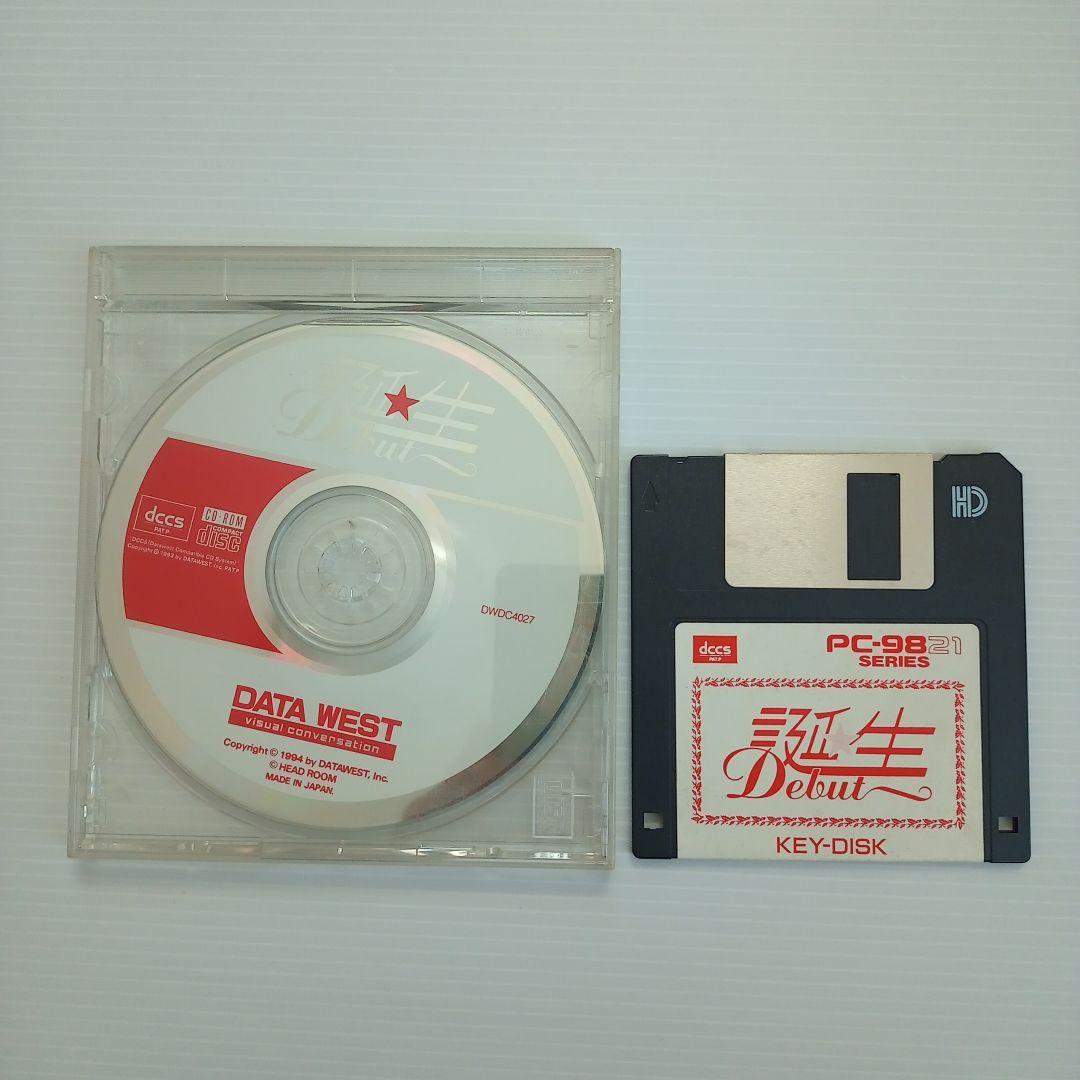 誕★生
Debut
dccs
PAT.P
CD-ROM
COMPACT
disc
DCCS [Datawest Compatible CD System]
Copyright © 1993 by DATAWEST, Inc. PAT.P
DWDC4027
DATA WEST
visual conversation
Copyright © 1994 by DATAWEST, Inc.
© HEAD ROOM
MADE IN JAPAN.
HD
dccs
PAT.P
PC-9821
SERIES
誕★生
Debut
KEY-DISK